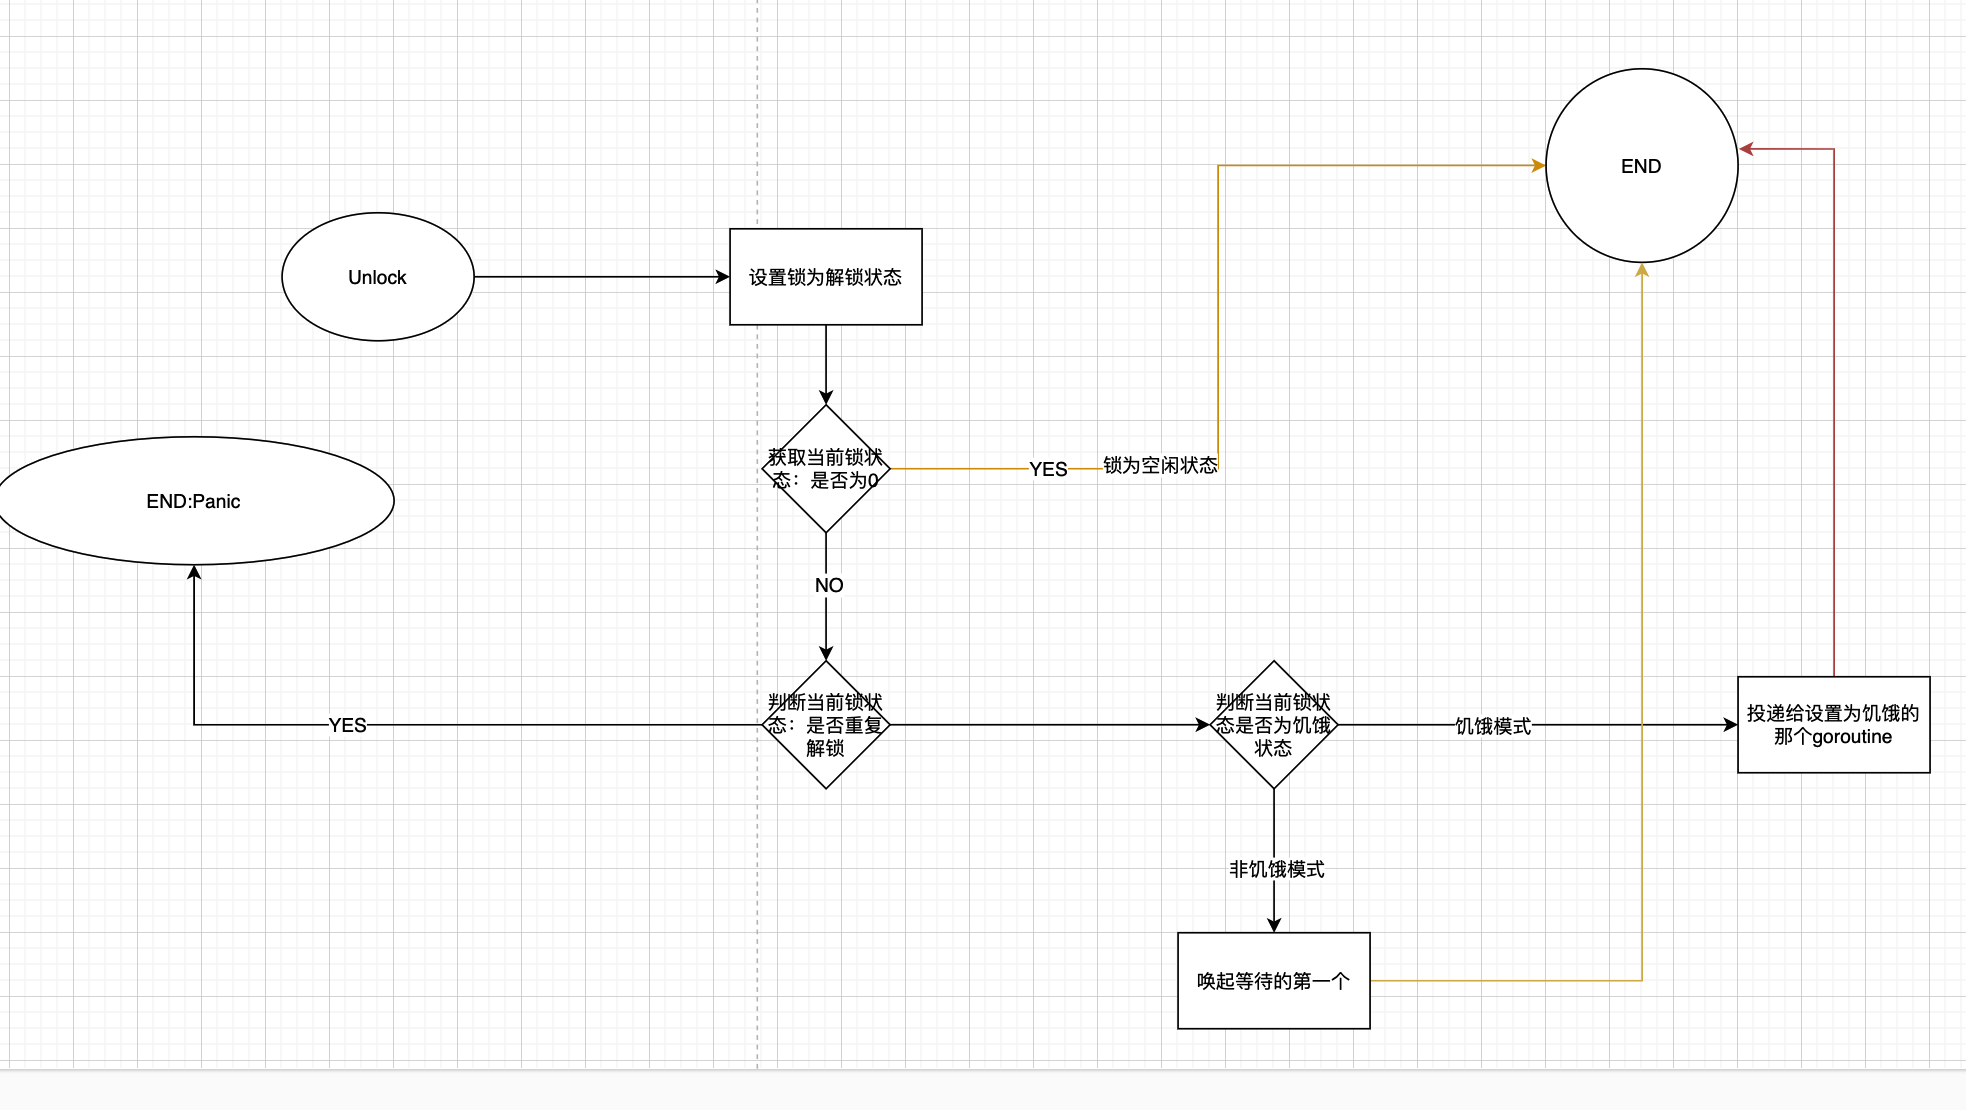 END
Unlock
设置锁为解锁状态
获取当前锁状
态：是否为0
YES
锁为空闲状态
END:Panic
NO
YES
判断当前锁状
态：是否重复
解锁
判断当前锁状
态是否为饥饿
状态
饥饿模式
投递给设置为饥饿的
那个goroutine
非饥饿模式
唤起等待的第一个